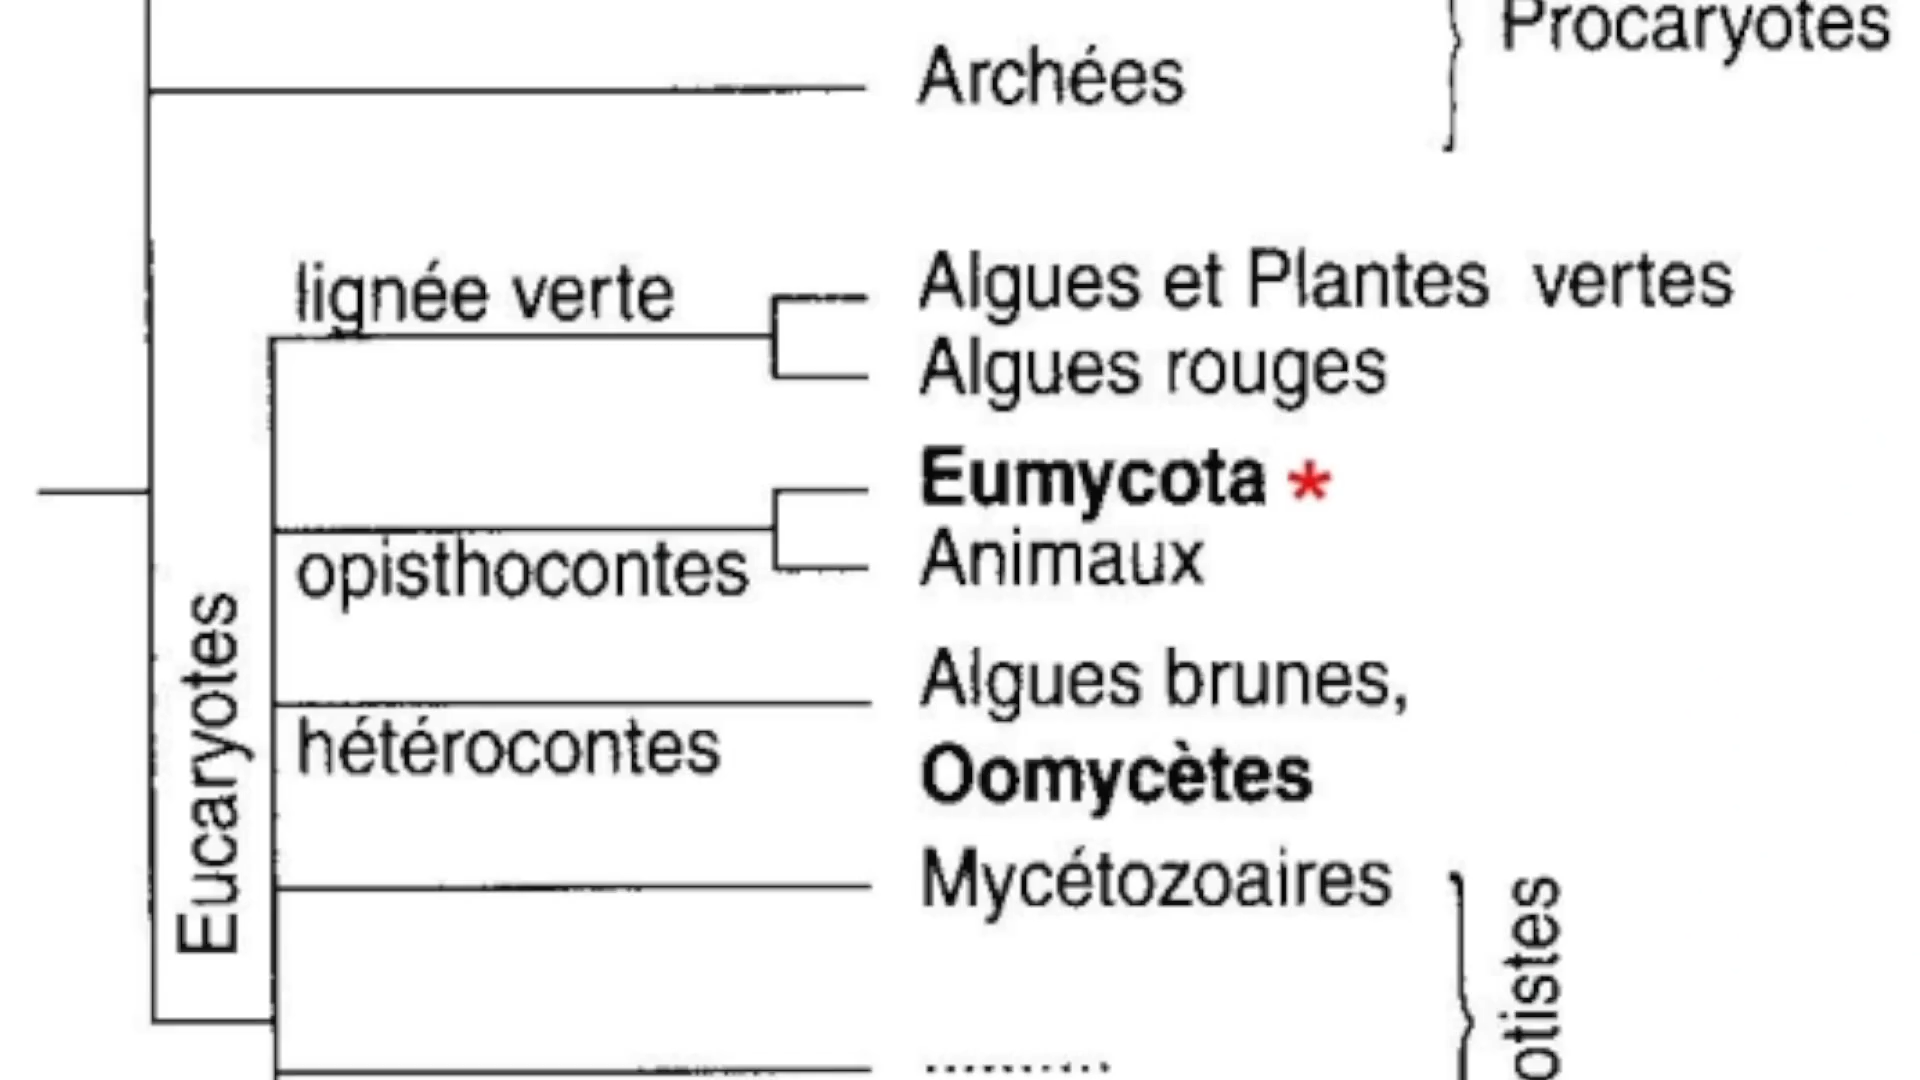 Procaryotes
Archées
lignée verte
Algues et Plantes vertes
Algues rouges
Eumycota *
opisthocontes
Animaux
Algues brunes,
hétérocontes
Oomycètes
Eucaryotes
Mycétozoaires
otistes
........